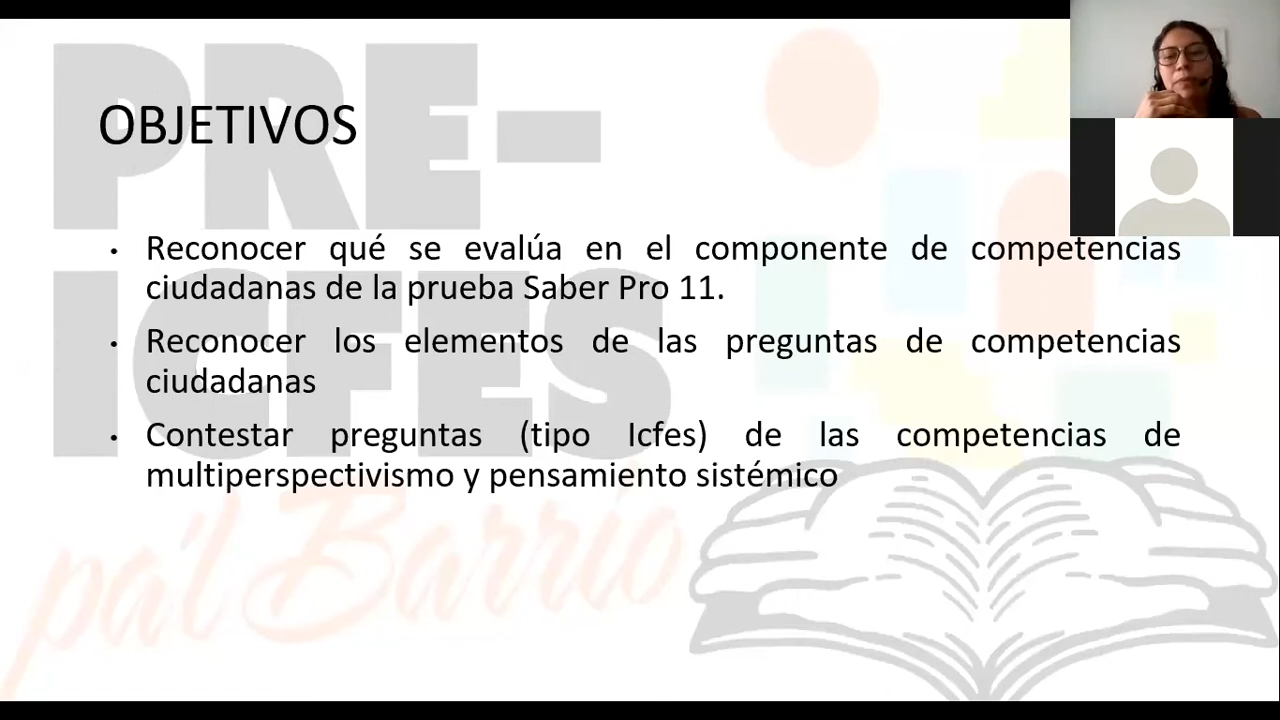 PRE-
OBJETIVOS
• Reconocer qué se evalúa en el componente de competencias
ciudadanas de la prueba Saber Pro 11.
ICFES
• Reconocer los elementos de las preguntas de competencias
ciudadanas
• Contestar preguntas (tipo Icfes) de las competencias de
multiperspectivismo y pensamiento sistémico
pa'l Barrio